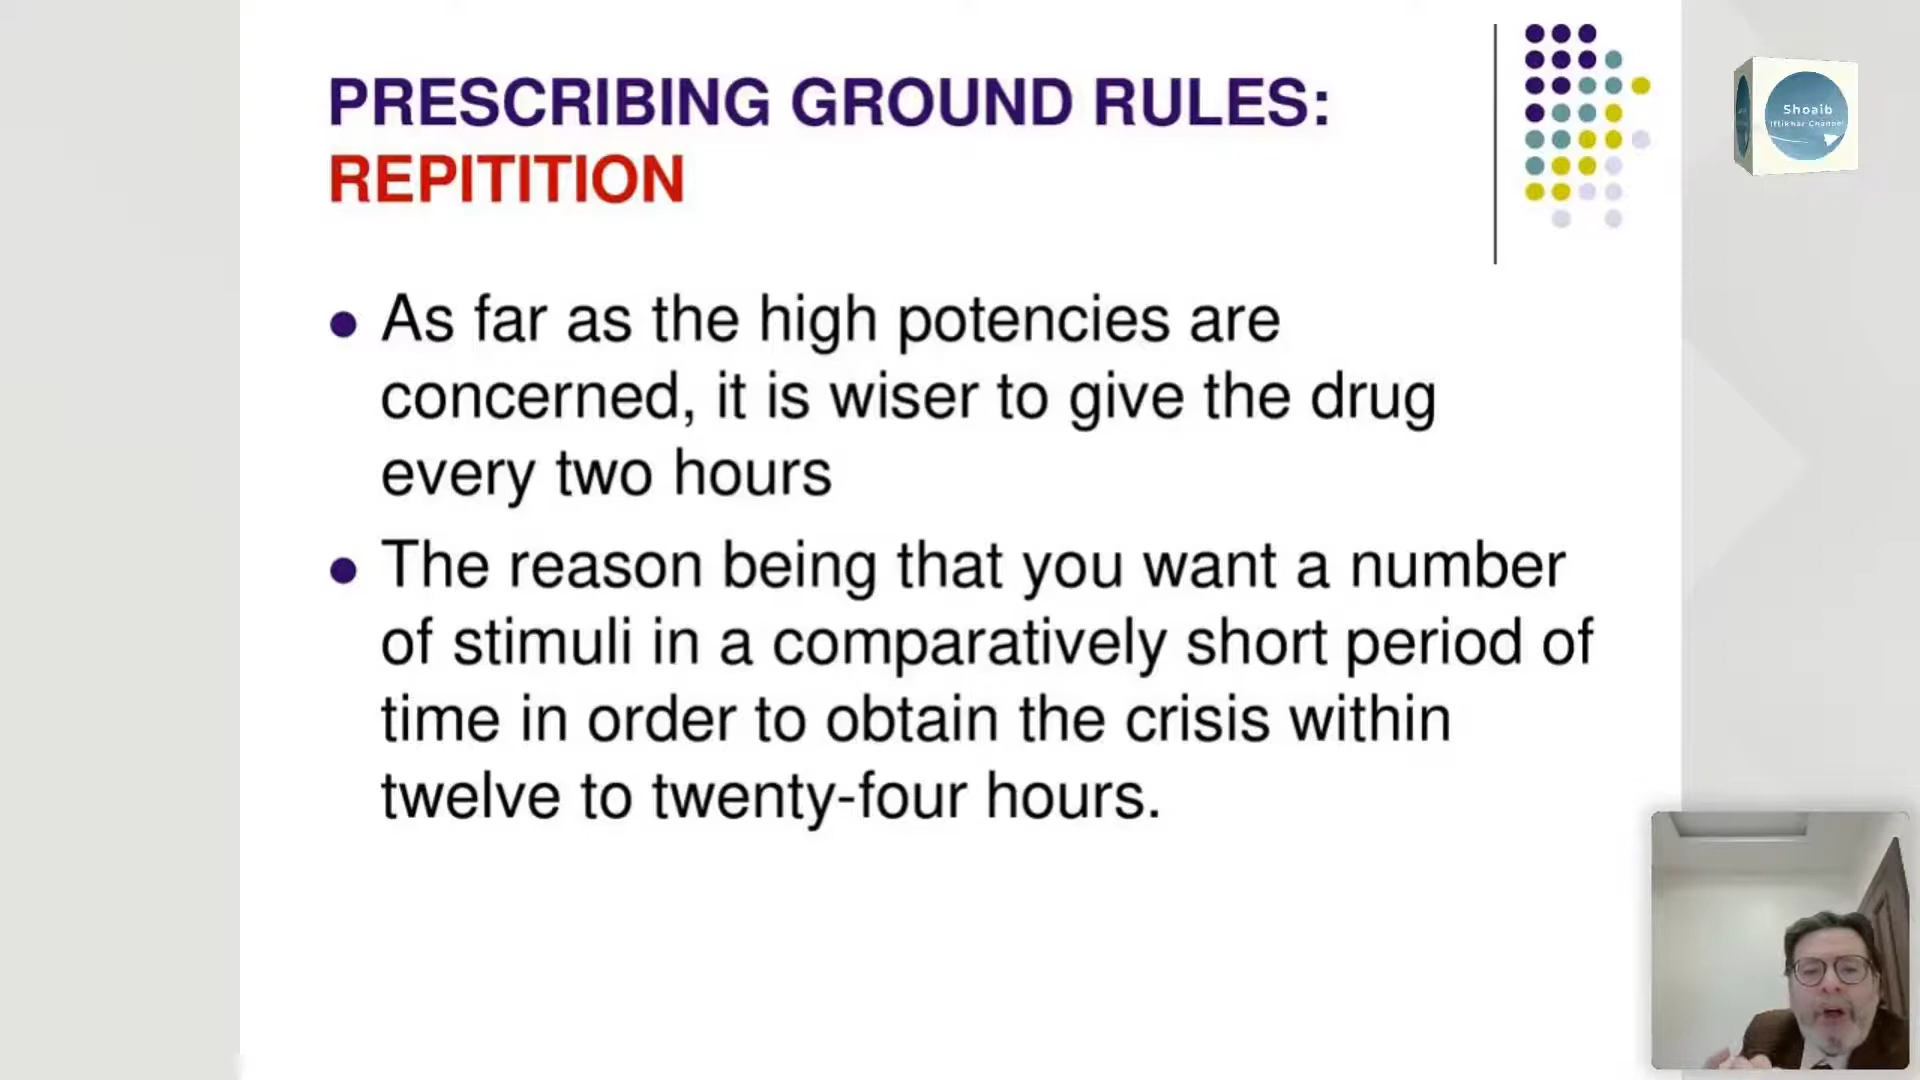 PRESCRIBING GROUND RULES:
REPITITION
As far as the high potencies are
concerned, it is wiser to give the drug
every two hours
The reason being that you want a number
of stimuli in a comparatively short period of
time in order to obtain the crisis within
twelve to twenty-four hours.
Shoaib
Iftikhar Channel